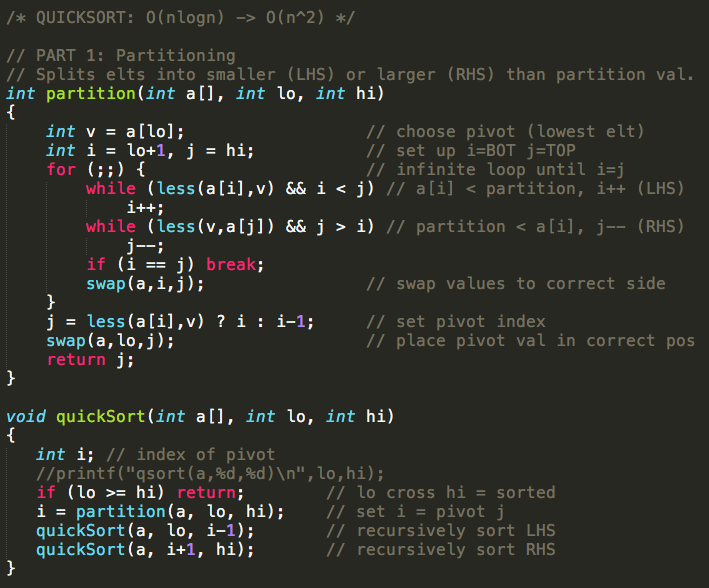 /* QUICKSORT: O(nlogn) -> O(n^2) */

// PART 1: Partitioning
// Splits elts into smaller (LHS) or larger (RHS) than partition val.
int partition(int a[], int lo, int hi)
{
    int v = a[lo];                  // choose pivot (lowest elt)
    int i = lo+1, j = hi;           // set up i=BOT j=TOP
    for (;;) {                      // infinite loop until i=j
        while (less(a[i],v) && i < j) // a[i] < partition, i++ (LHS)
            i++;
        while (less(v,a[j]) && j > i) // partition < a[i], j-- (RHS)
            j--;
        if (i == j) break;
        swap(a,i,j);                // swap values to correct side
    }
    j = less(a[i],v) ? i : i-1;     // set pivot index
    swap(a,lo,j);                   // place pivot val in correct pos
    return j;
}

void quickSort(int a[], int lo, int hi)
{
   int i; // index of pivot
   //printf("qsort(a,%d,%d)\n",lo,hi);
   if (lo >= hi) return;        // lo cross hi = sorted
   i = partition(a, lo, hi);    // set i = pivot j
   quickSort(a, lo, i-1);       // recursively sort LHS
   quickSort(a, i+1, hi);       // recursively sort RHS
}